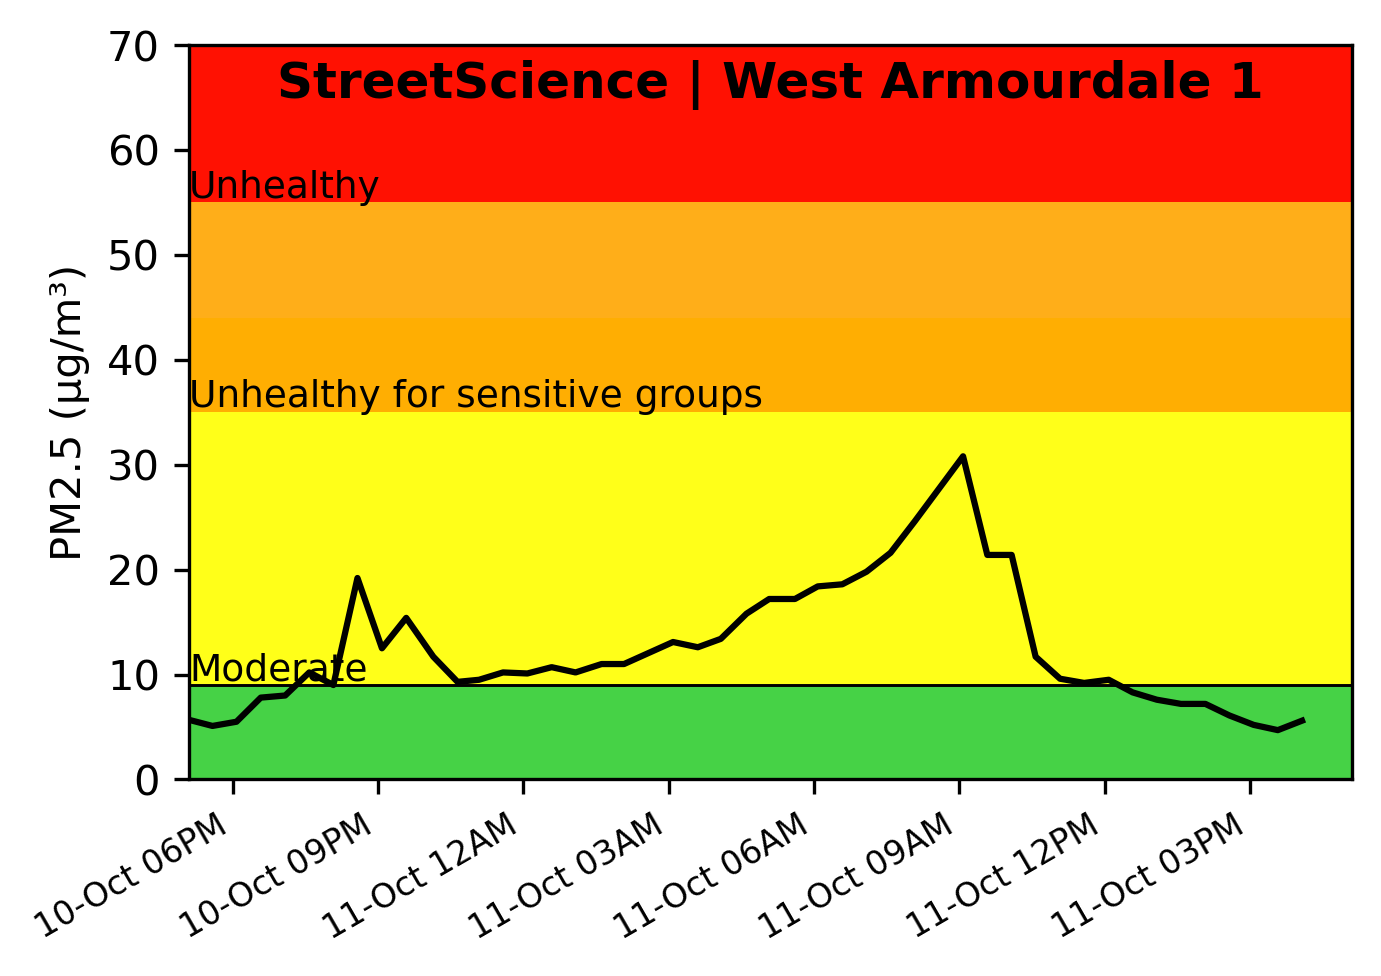 StreetScience | West Armourdale 1
70
60
50
40
30
20
10
0
PM2.5 (µg/m³)
Unhealthy
Unhealthy for sensitive groups
Moderate
10-Oct 06PM
10-Oct 09PM
11-Oct 12AM
11-Oct 03AM
11-Oct 06AM
11-Oct 09AM
11-Oct 12PM
11-Oct 03PM